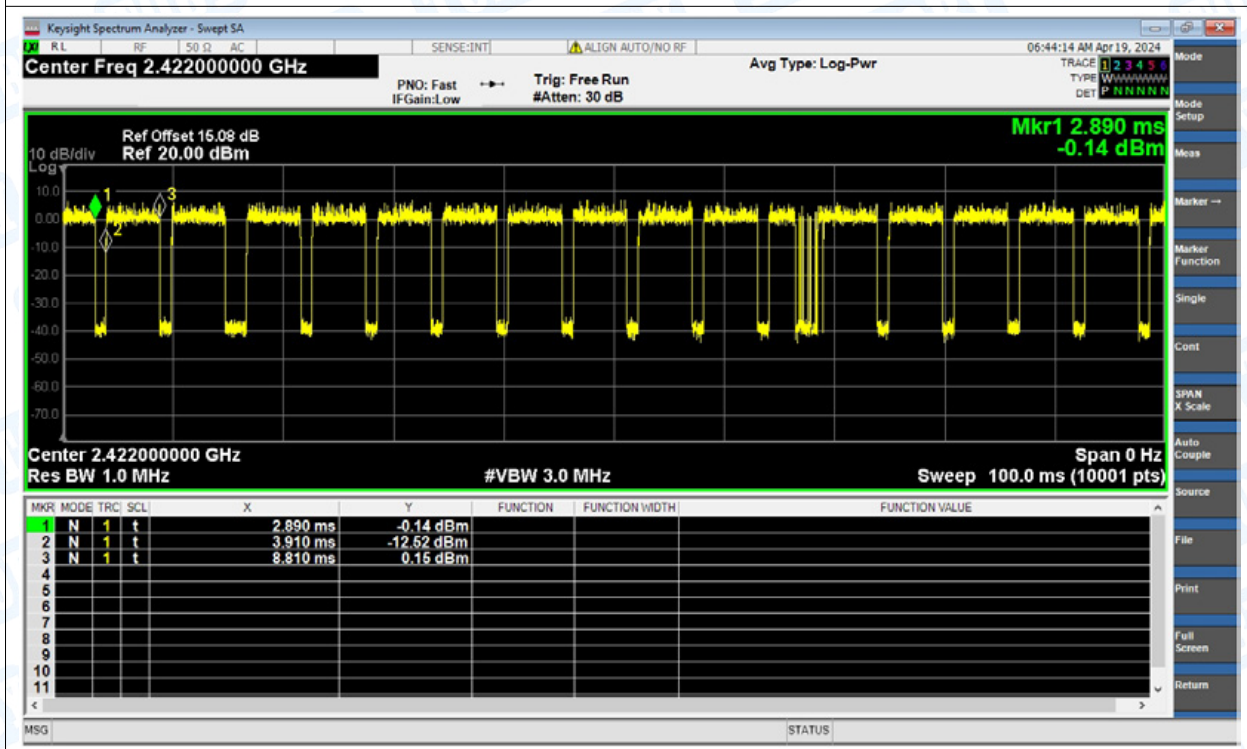 Keysight Spectrum Analyzer - Swept SA
RL RF 50 Ω AC SENSE:INT ALIGN AUTO/NO RF 06:44:14 AM Apr 19, 2024
Center Freq 2.422000000 GHz
Avg Type: Log-Pwr
TRACE 1 2 3 4 5 6
PNO: Fast Trig: Free Run
TYPE WWWWWW
IFGain:Low #Atten: 30 dB
DET P N N N N N
Ref Offset 15.08 dB
Mkr1 2.890 ms
10 dB/div Ref 20.00 dBm
-0.14 dBm
Log
10.0
1
3
0.00
2
-10.0
-20.0
-30.0
-40.0
-50.0
-60.0
-70.0
Center 2.422000000 GHz Span 0 Hz
Res BW 1.0 MHz #VBW 3.0 MHz Sweep 100.0 ms (10001 pts)
MKR MODE TRC SCL X Y FUNCTION FUNCTION WIDTH FUNCTION VALUE
1 N 1 t 2.890 ms -0.14 dBm
2 N 1 t 3.910 ms -12.52 dBm
3 N 1 t 8.810 ms 0.15 dBm
4
5
6
7
8
9
10
11
MSG STATUS
Mode
Mode
Setup
Meas
Marker →
Marker
Function
Single
Cont
SPAN
X Scale
Auto
Couple
Source
File
Print
Full
Screen
Return